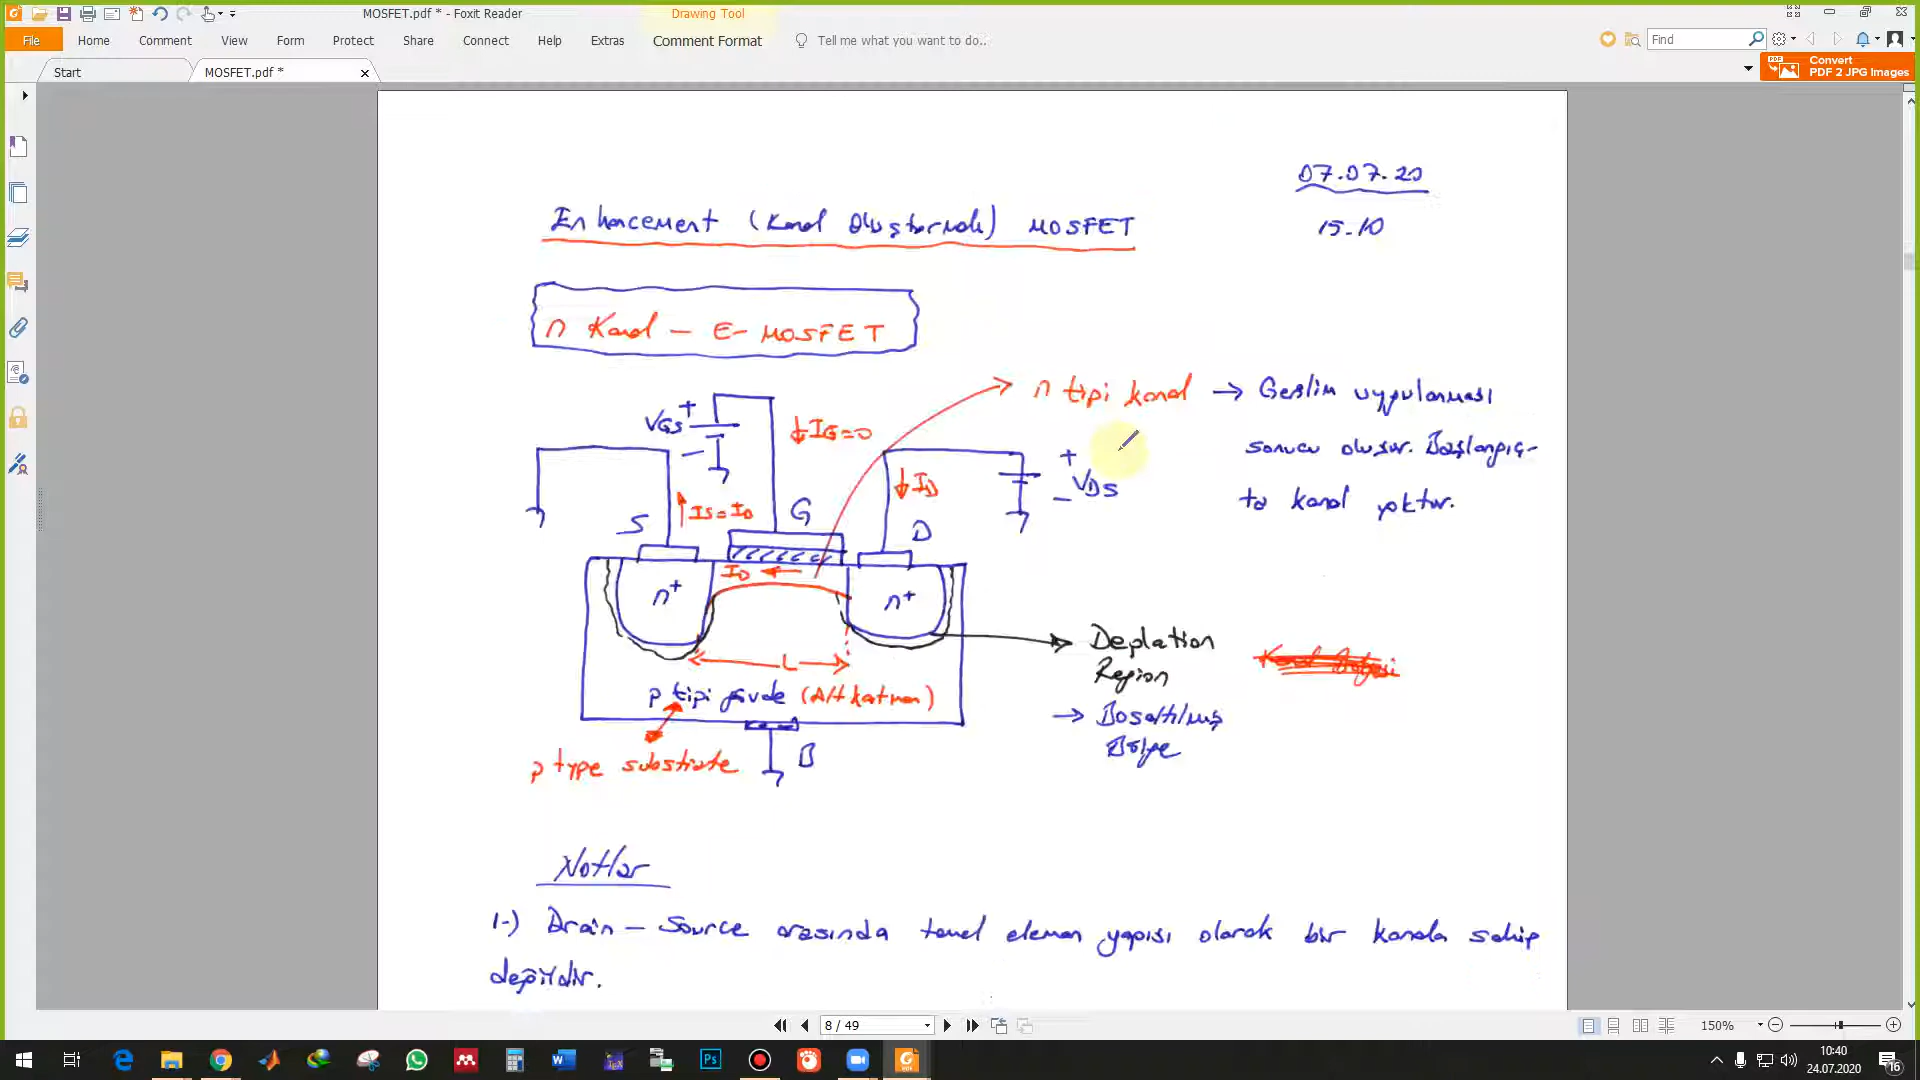 MOSFET.pdf * - Foxit Reader
Drawing Tool
File Home Comment View Form Protect Share Connect Help Extras Comment Format Tell me what you want to do.. Find
Start MOSFET.pdf *
Convert
PDF 2 JPG Images
07.07.20
15.10
Enhancement (Kanal Oluşturmalı) MOSFET
n Kanal - E-MOSFET
n tipi kanal → Gerilim uygulanması
sonucu oluşur. Başlangıç-
ta kanal yoktur.
VGS + -
IG=0
+ VDS -
ID
IS=ID
S G D
ID
n+ n+
L
p tipi gövde (Alt katman)
p type substrate
B
Deplation
Region
→ Boşaltılmış
Bölge
Kanal Bölgesi
Notlar
1-) Drain - Source arasında temel eleman yapısı olarak bir kanala sahip
değildir.
8 / 49
150%
10:40
24.07.2020
16